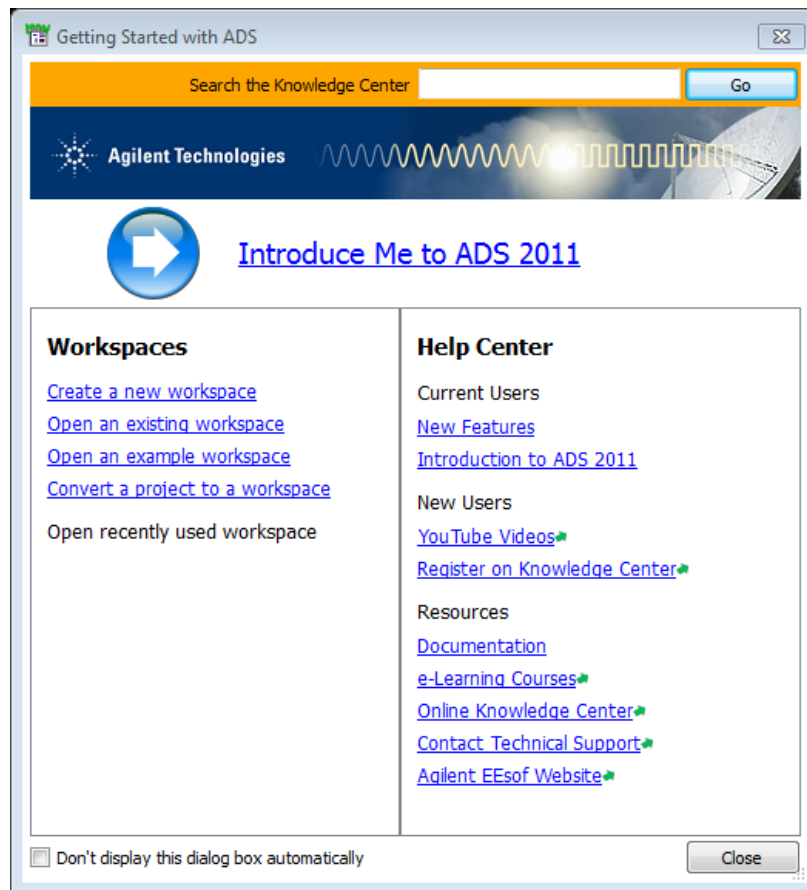 Getting Started with ADS
Search the Knowledge Center
Go
Agilent Technologies
Introduce Me to ADS 2011
Workspaces
Create a new workspace
Open an existing workspace
Open an example workspace
Convert a project to a workspace
Open recently used workspace
Help Center
Current Users
New Features
Introduction to ADS 2011
New Users
YouTube Videos
Register on Knowledge Center
Resources
Documentation
e-Learning Courses
Online Knowledge Center
Contact Technical Support
Agilent EEsof Website
Don't display this dialog box automatically
Close